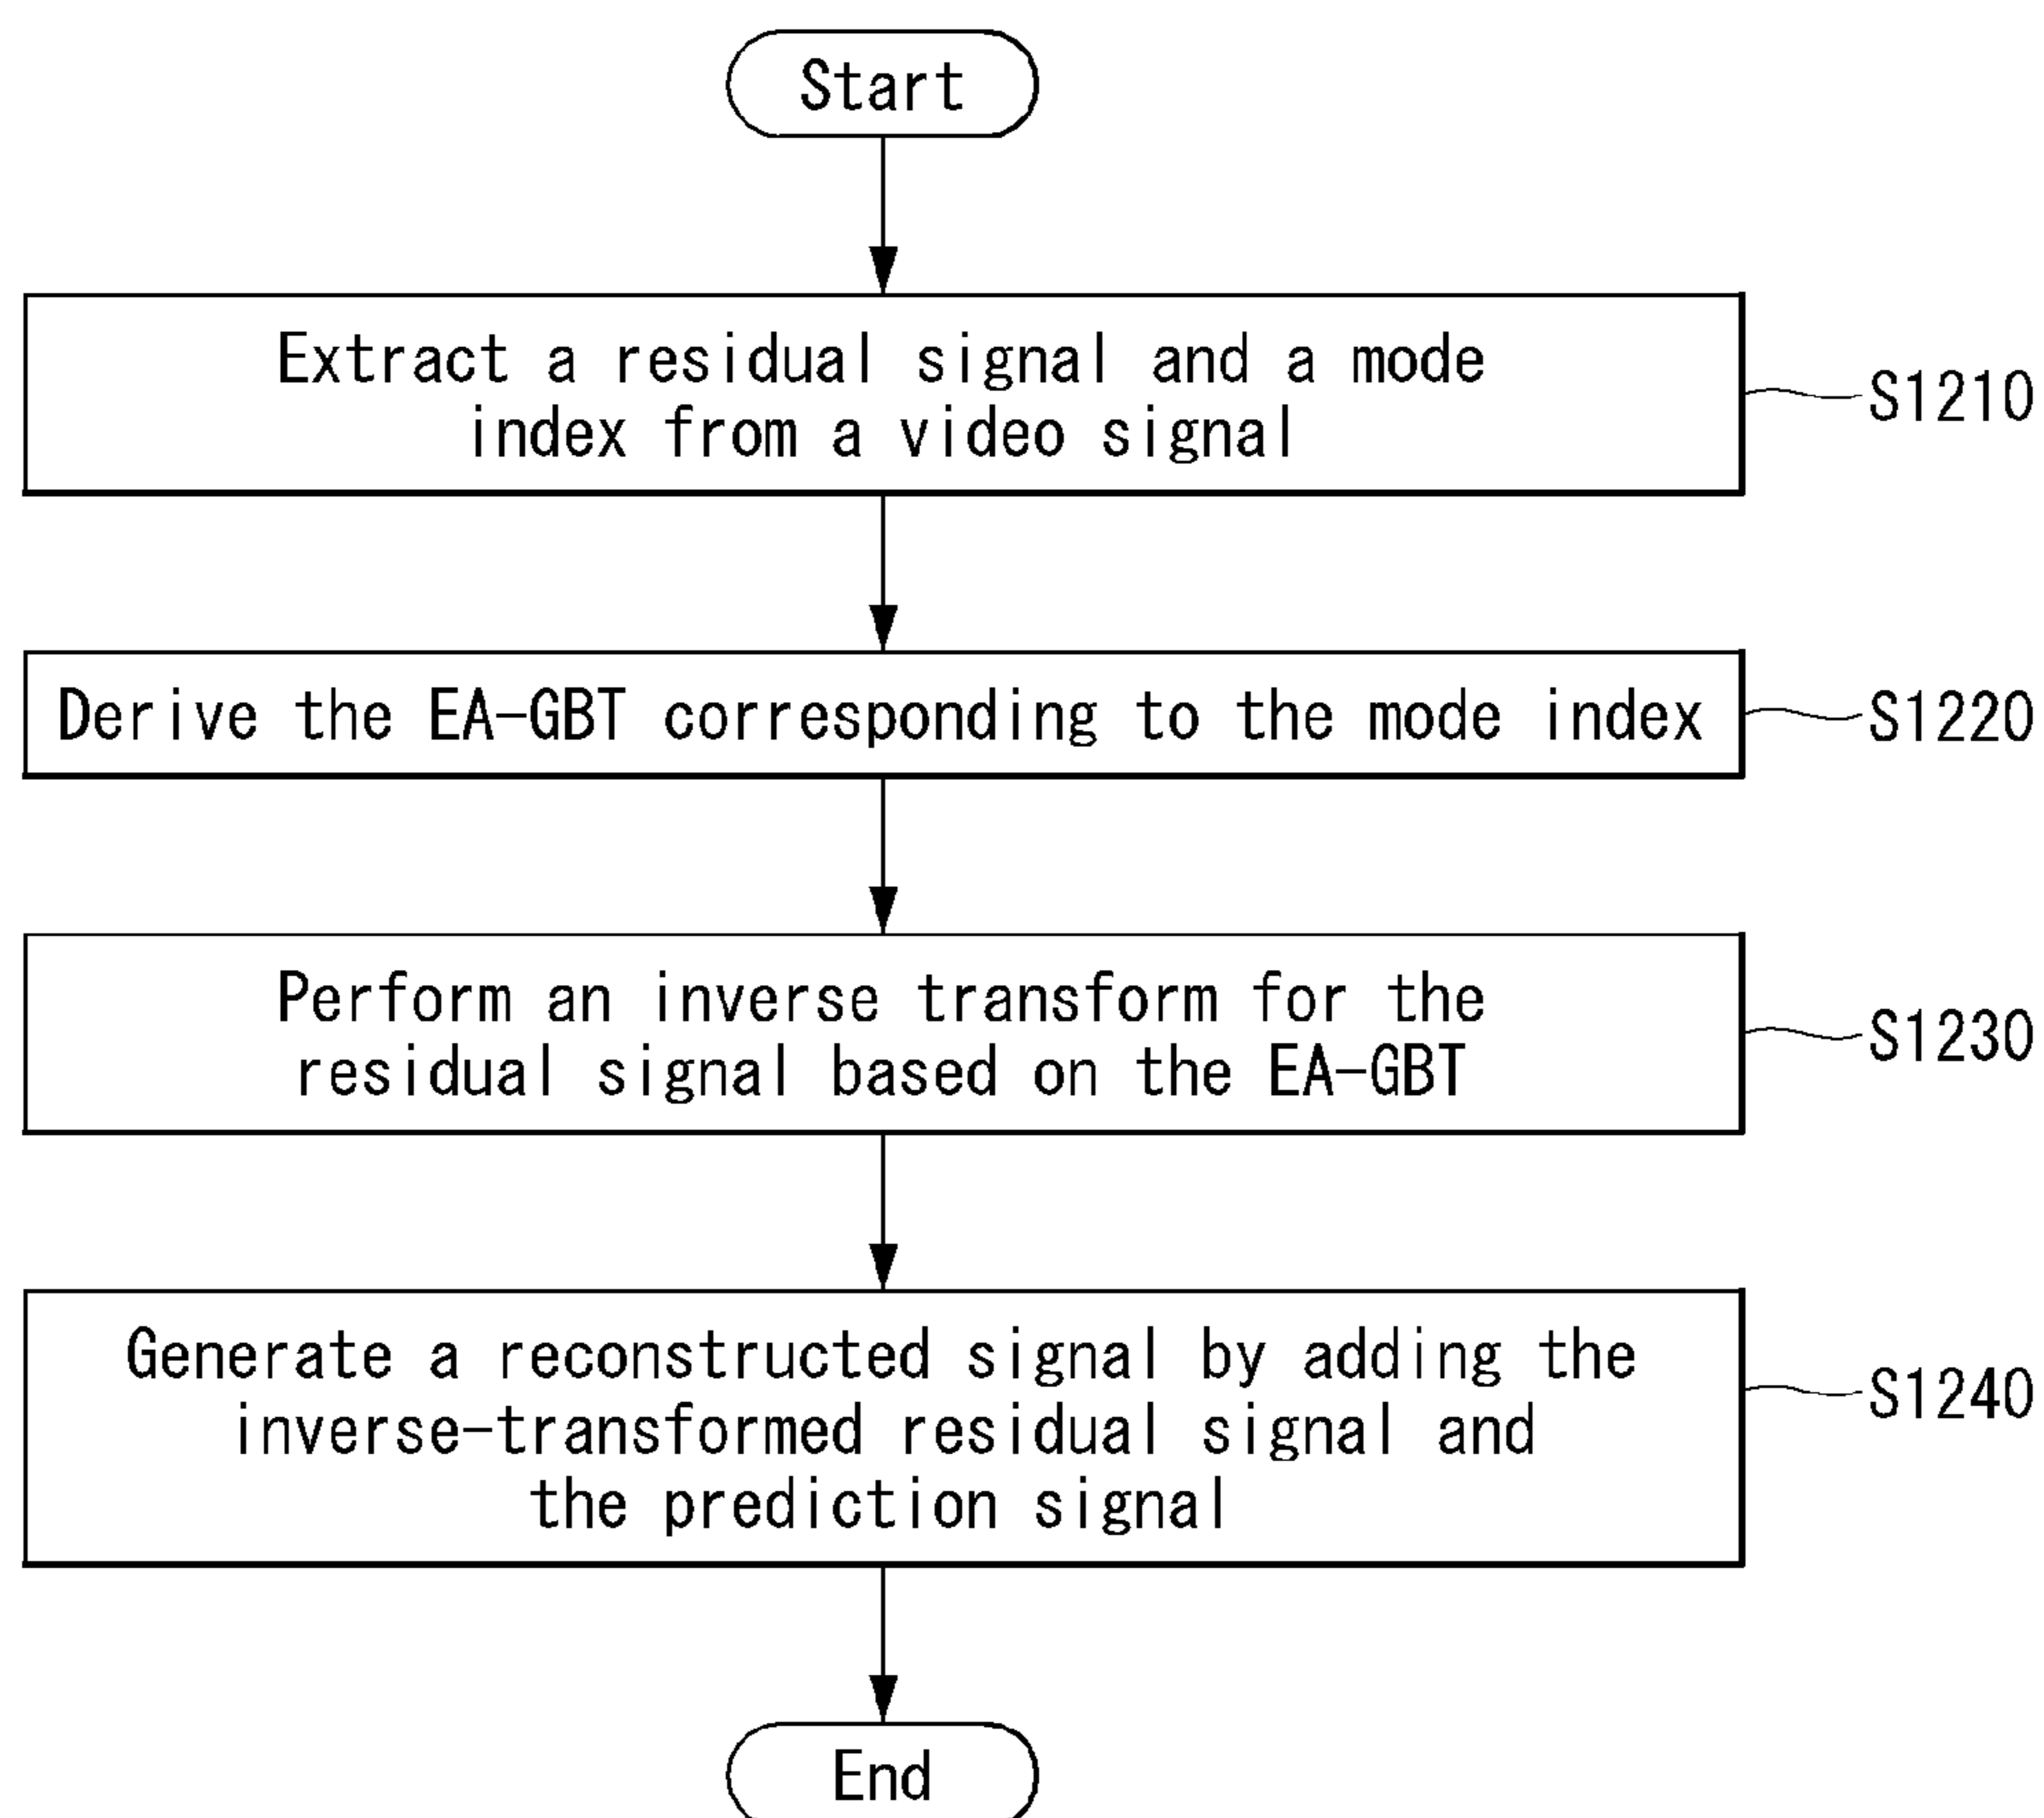 Start
Extract a residual signal and a mode
index from a video signal
S1210
Derive the EA-GBT corresponding to the mode index
S1220
Perform an inverse transform for the
residual signal based on the EA-GBT
S1230
Generate a reconstructed signal by adding the
inverse-transformed residual signal and
the prediction signal
S1240
End